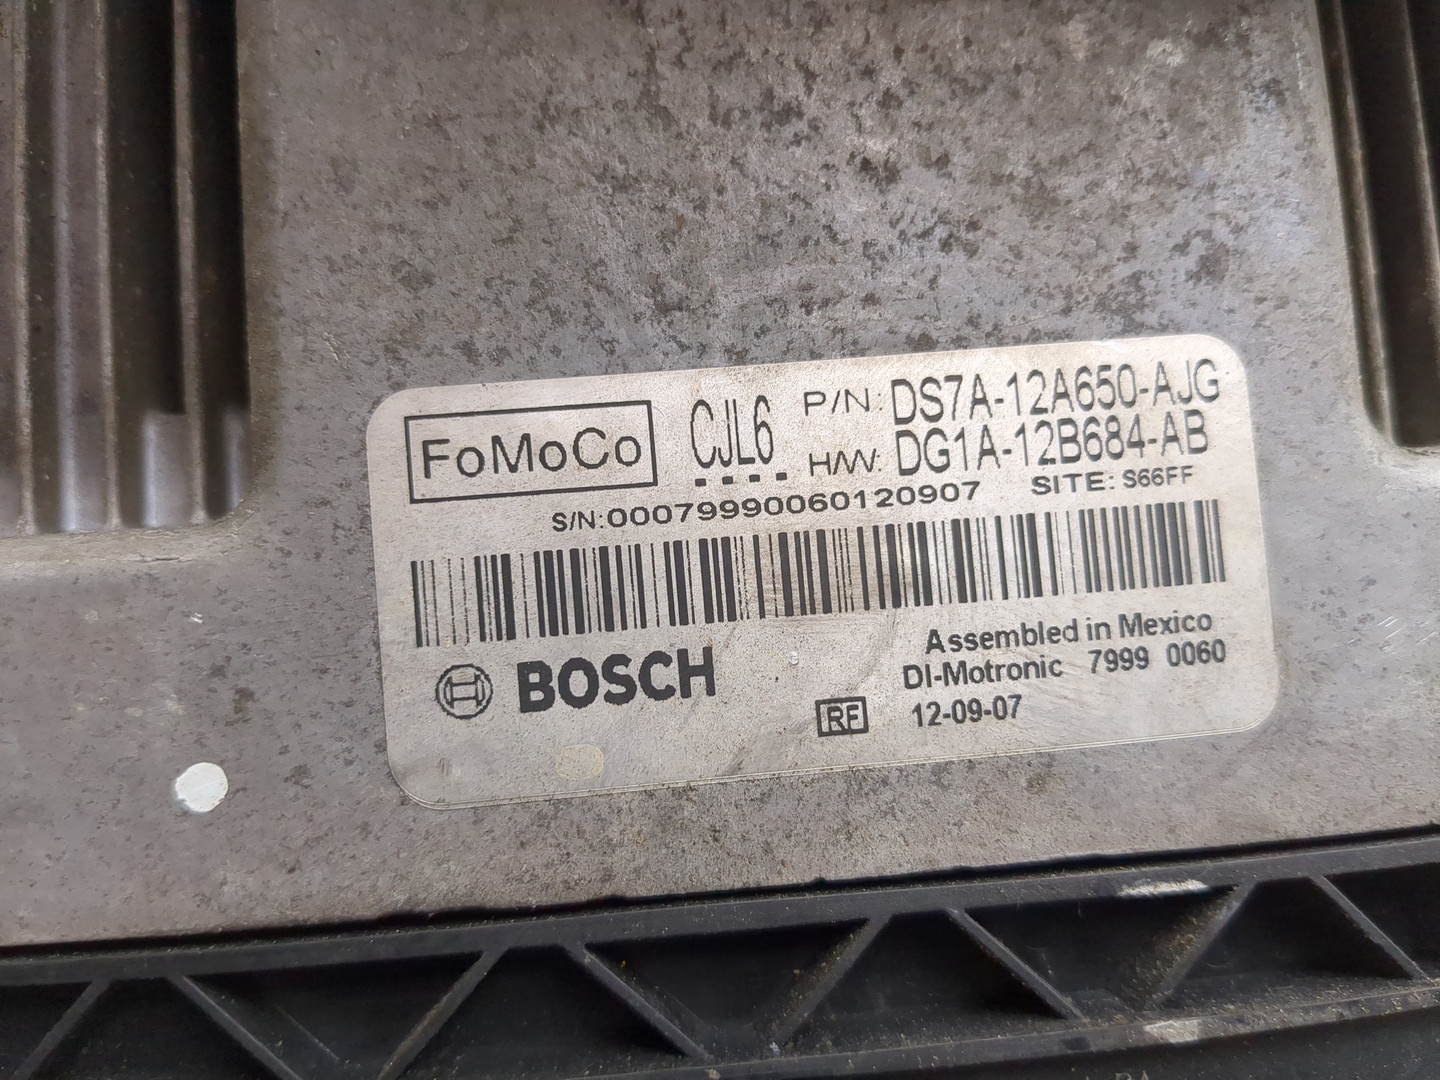 FoMoCo CJL6 P/N: DS7A-12A650-AJG
H/W: DG1A-12B684-AB
S/N:00079990060120907 SITE: S66FF
BOSCH
Assembled in Mexico
DI-Motronic 7999 0060
RF 12-09-07